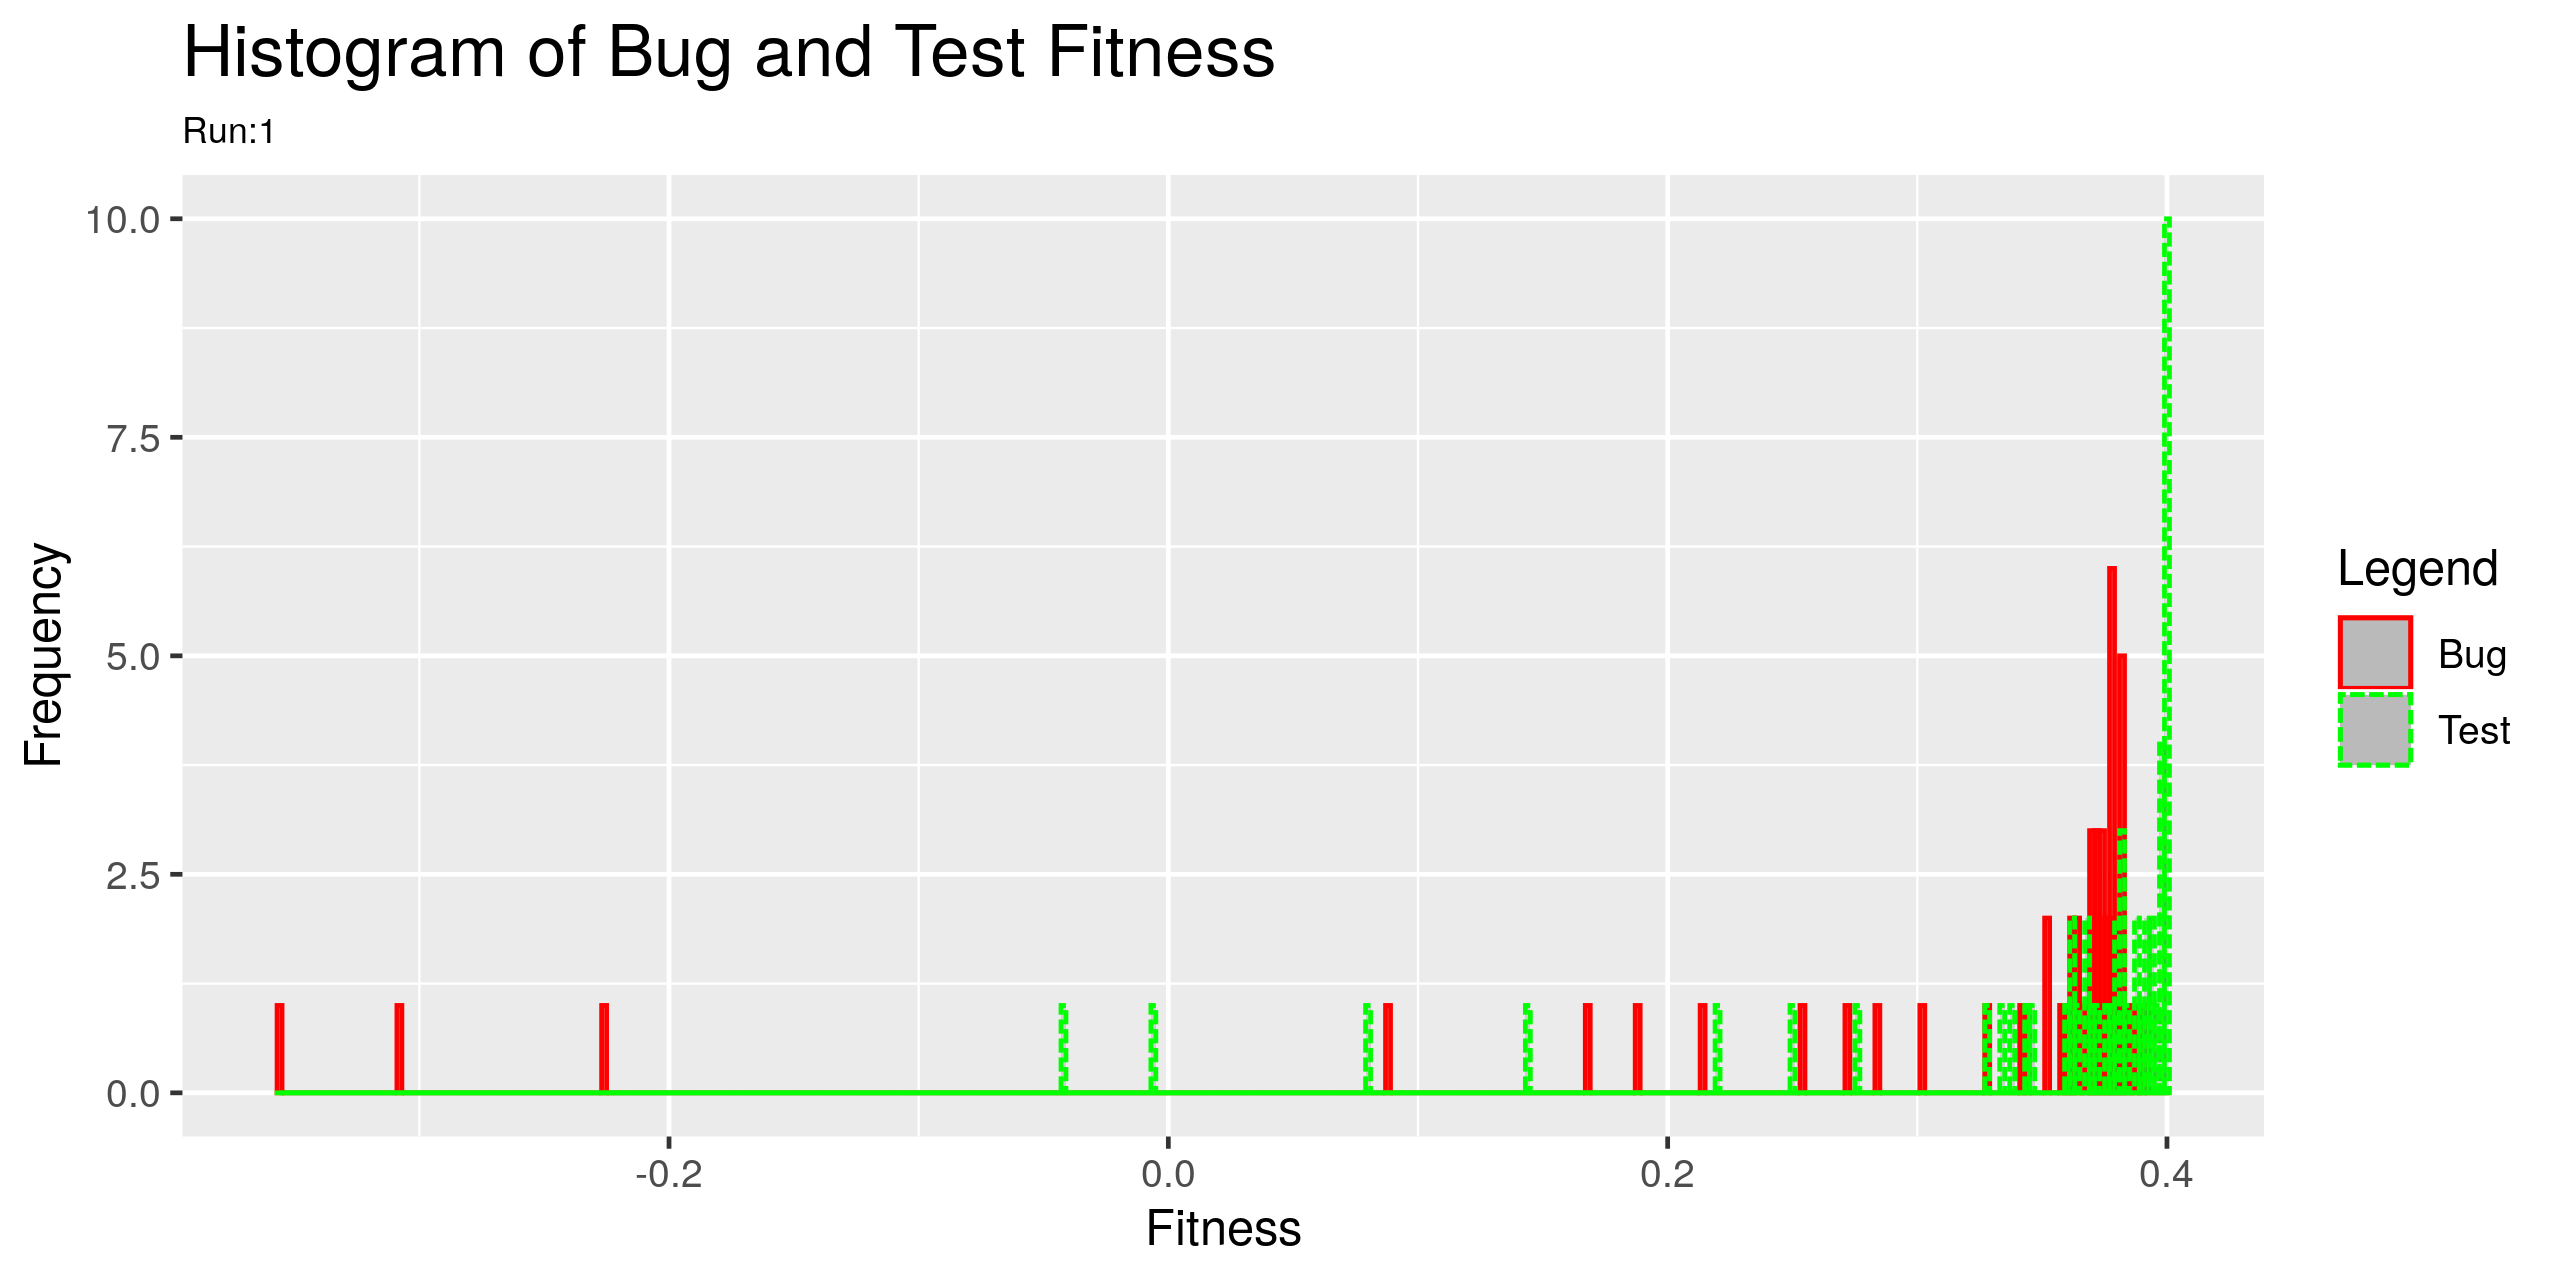 Histogram of Bug and Test Fitness
Run:1
10.0
7.5
5.0
2.5
0.0
Frequency
-0.2
0.0
0.2
0.4
Fitness
Legend
Bug
Test